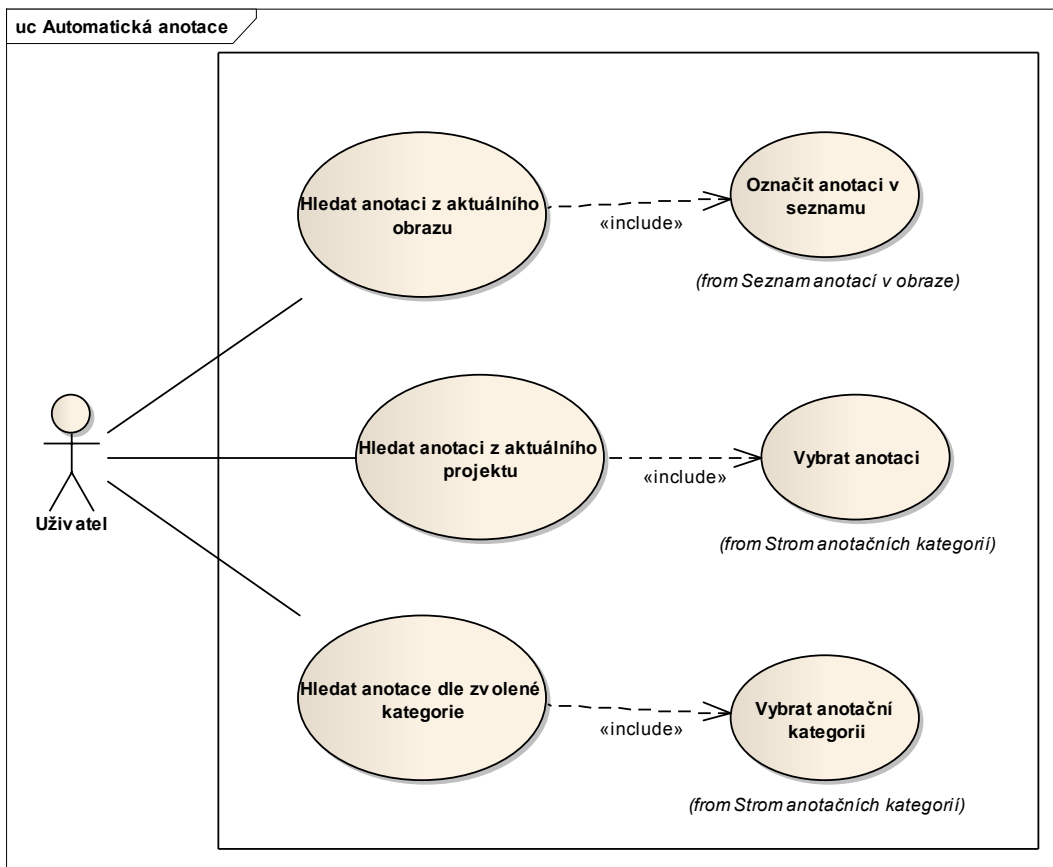 uc Automatická anotace
Hledat anotaci z aktuálního
obrazu
«include»
Označit anotaci v
seznamu
(from Seznam anotací v obraze)
Uživatel
Hledat anotaci z aktuálního
projektu
«include»
Vybrat anotaci
(from Strom anotačních kategorií)
Hledat anotace dle zvolené
kategorie
«include»
Vybrat anotační
kategorii
(from Strom anotačních kategorií)